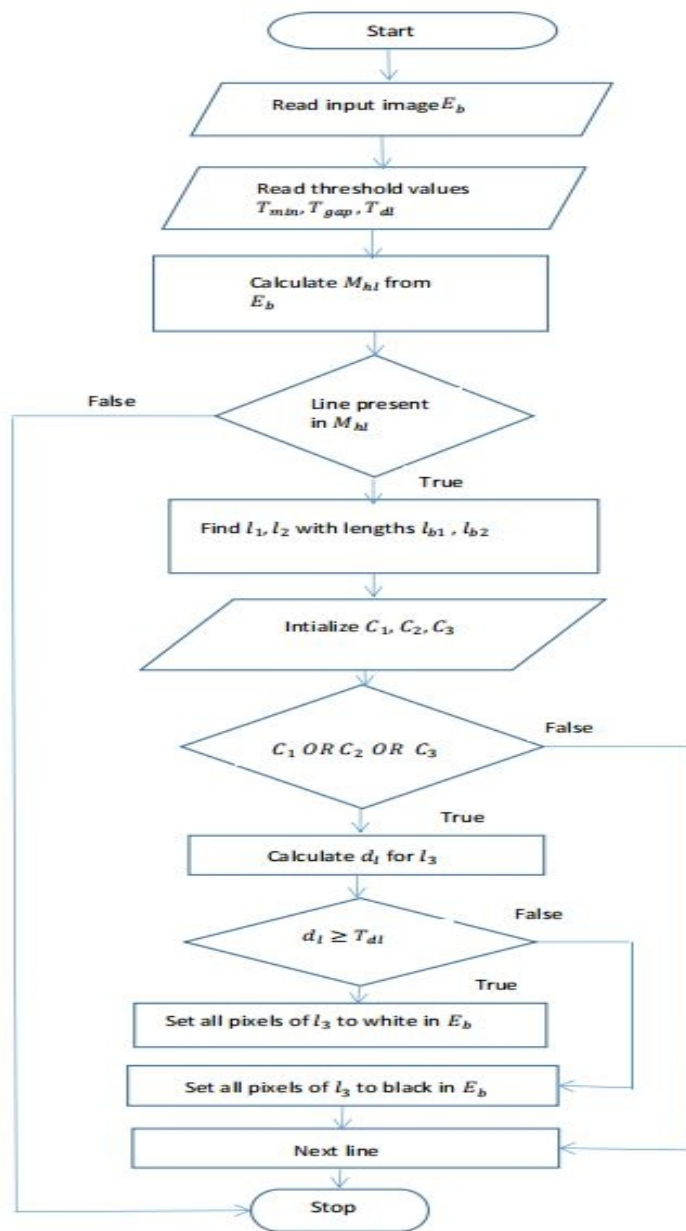 Start
Read input image E_b
Read threshold values
T_min, T_gap, T_dl
Calculate M_hl from
E_b
False
Line present
in M_hl
True
Find l_1, l_2 with lengths l_b1 , l_b2
Intialize C_1, C_2, C_3
False
C_1 OR C_2 OR C_3
True
Calculate d_l for l_3
False
d_l ≥ T_dl
True
Set all pixels of l_3 to white in E_b
Set all pixels of l_3 to black in E_b
Next line
Stop